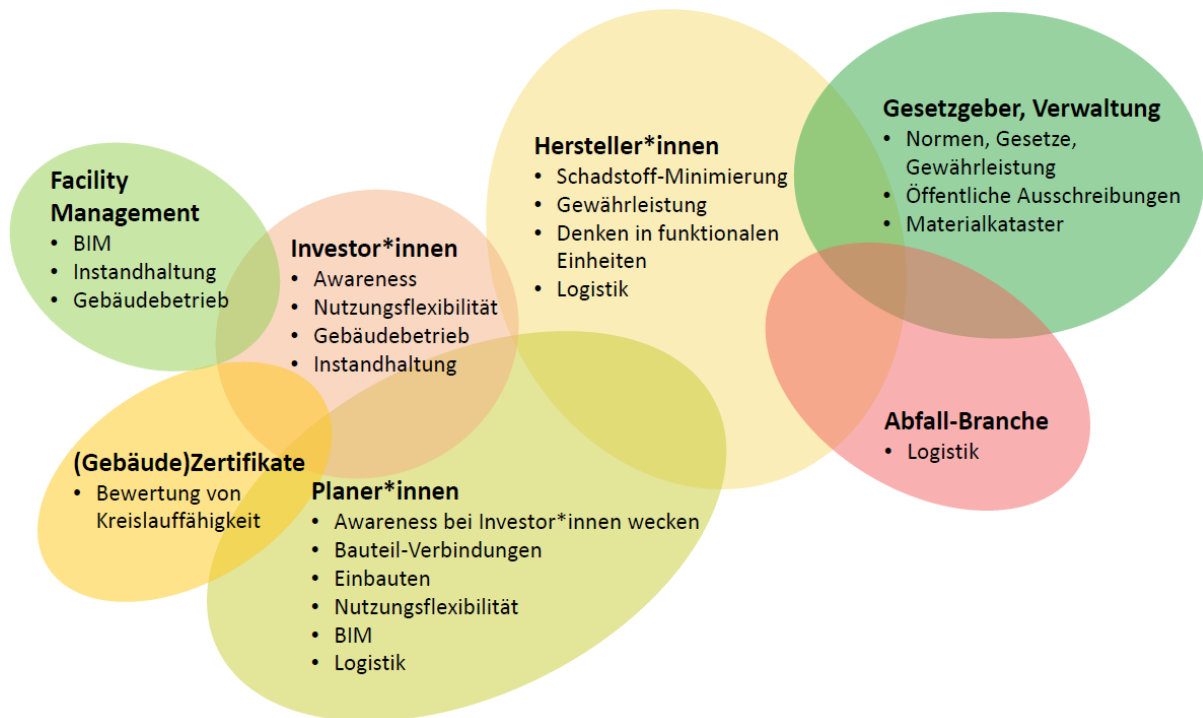 Facility
Management
• BIM
• Instandhaltung
• Gebäudebetrieb
Investor*innen
• Awareness
• Nutzungsflexibilität
• Gebäudebetrieb
• Instandhaltung
Hersteller*innen
• Schadstoff-Minimierung
• Gewährleistung
• Denken in funktionalen
Einheiten
• Logistik
Gesetzgeber, Verwaltung
• Normen, Gesetze,
Gewährleistung
• Öffentliche Ausschreibungen
• Materialkataster
Abfall-Branche
• Logistik
(Gebäude)Zertifikate
• Bewertung von
Kreislauffähigkeit
Planer*innen
• Awareness bei Investor*innen wecken
• Bauteil-Verbindungen
• Einbauten
• Nutzungsflexibilität
• BIM
• Logistik